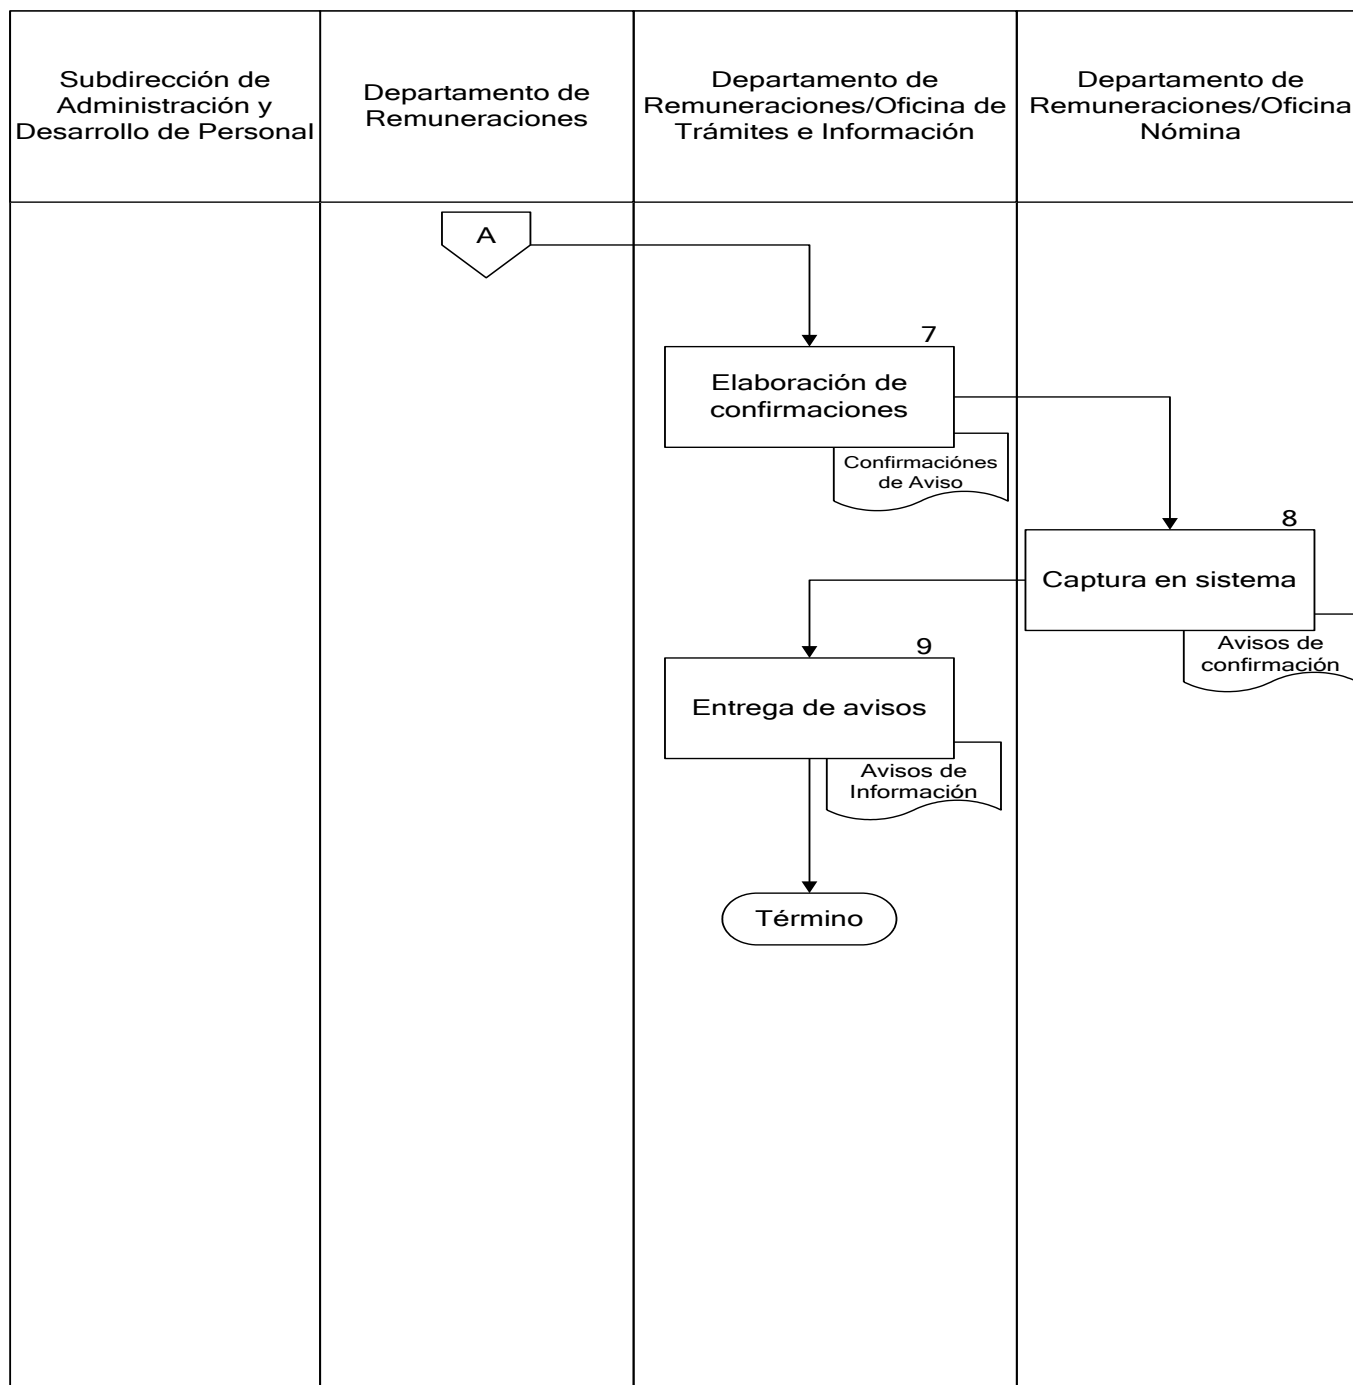 Subdirección de
Administración y
Desarrollo de Personal
Departamento de
Remuneraciones
Departamento de
Remuneraciones/Oficina de
Trámites e Información
Departamento de
Remuneraciones/Oficina
Nómina
A
7
Elaboración de
confirmaciones
Confirmaciónes
de Aviso
8
Captura en sistema
Avisos de
confirmación
9
Entrega de avisos
Avisos de
Información
Término